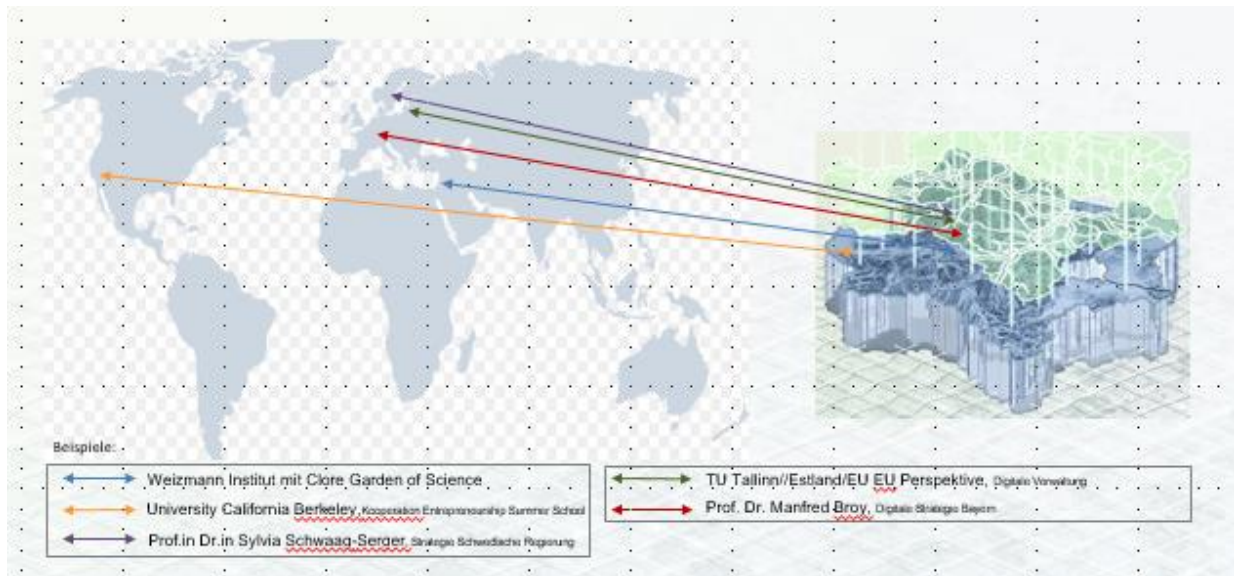 Beispiele:
Weizmann Institut mit Clore Garden of Science
University California Berkeley, Kooperation Entrepreneurship Summer School
Prof.in Dr.in Sylvia Schwaag-Serger, Strategie Schwedische Regierung
TU Tallinn//Estland/EU EU Perspektive, Digitale Verwaltung
Prof. Dr. Manfred Broy, Digitale Strategie Bayern